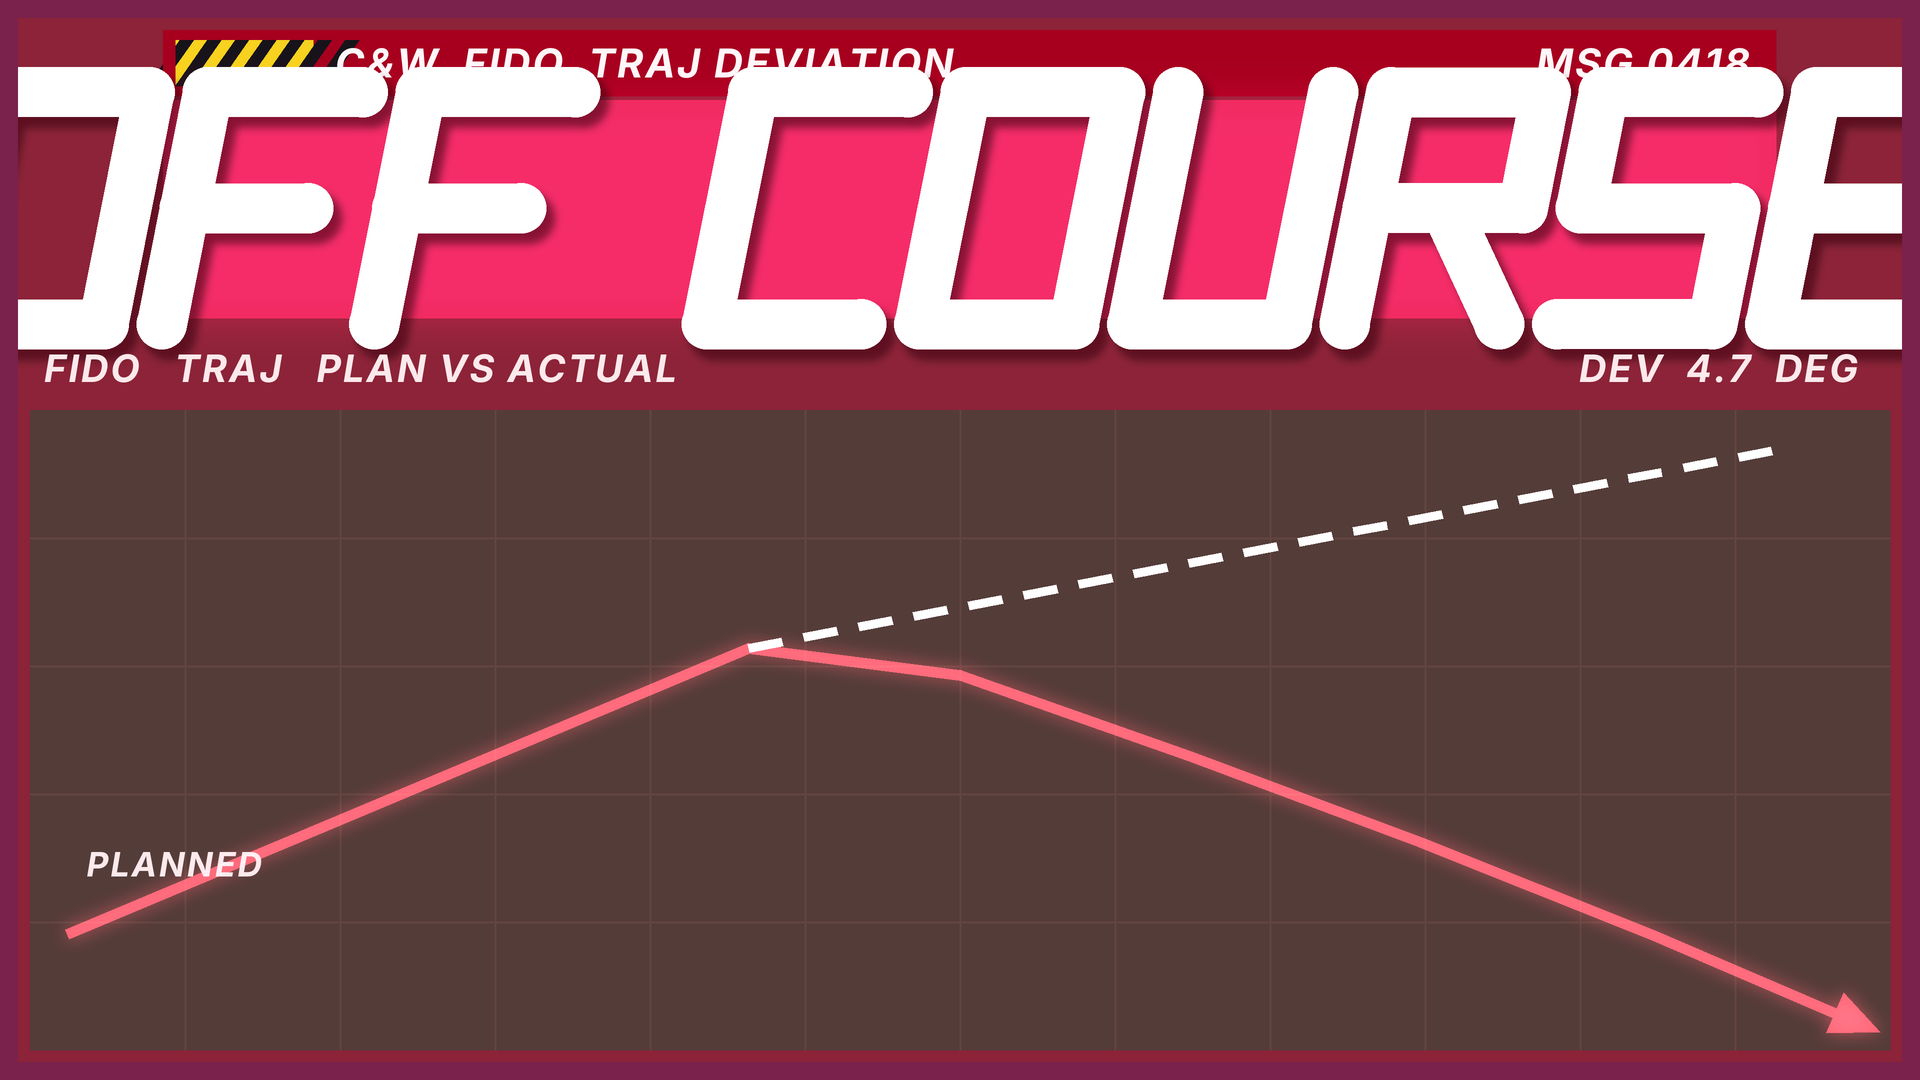 C&W FIDO TRAJ DEVIATION MSG 0418
OFF COURSE
FIDO TRAJ PLAN VS ACTUAL DEV 4.7 DEG
PLANNED